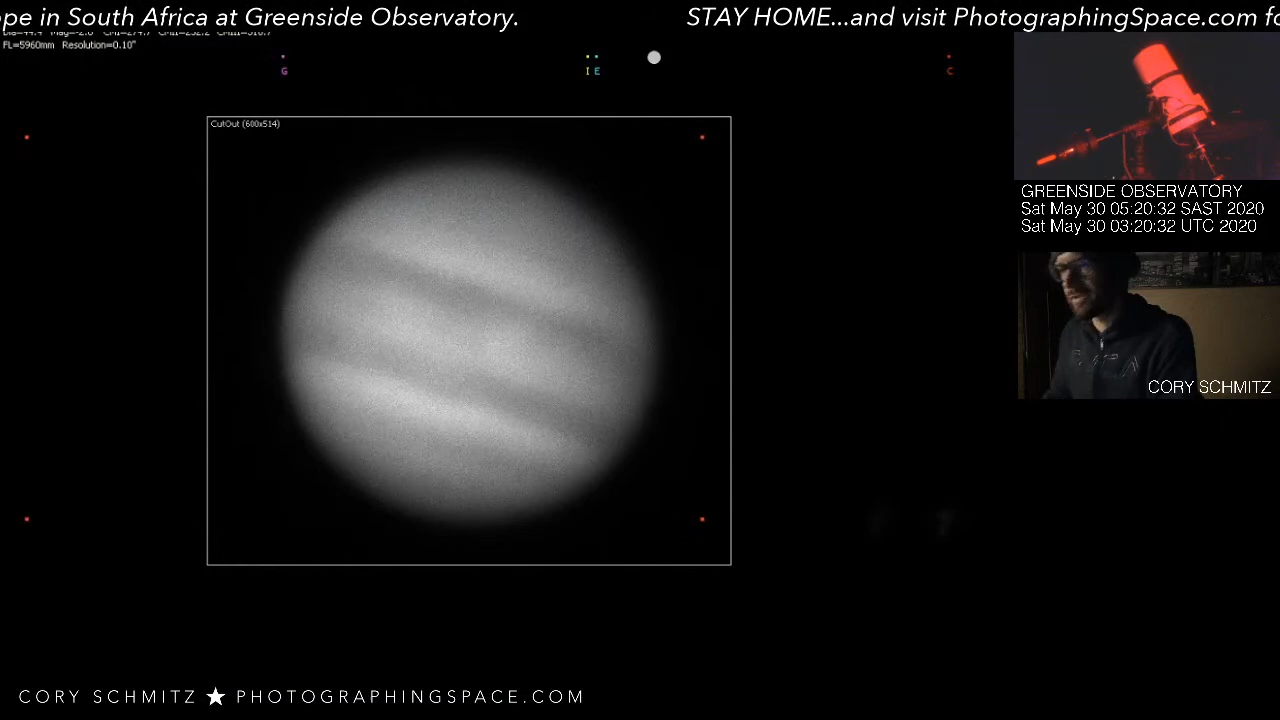 pe in South Africa at Greenside Observatory. STAY HOME...and visit PhotographingSpace.com fo
FL=5960mm Resolution=0.10"
G I E C
CutOut (600x514)
GREENSIDE OBSERVATORY
Sat May 30 05:20:32 SAST 2020
Sat May 30 03:20:32 UTC 2020
CORY SCHMITZ
CORY SCHMITZ ★ PHOTOGRAPHINGSPACE.COM